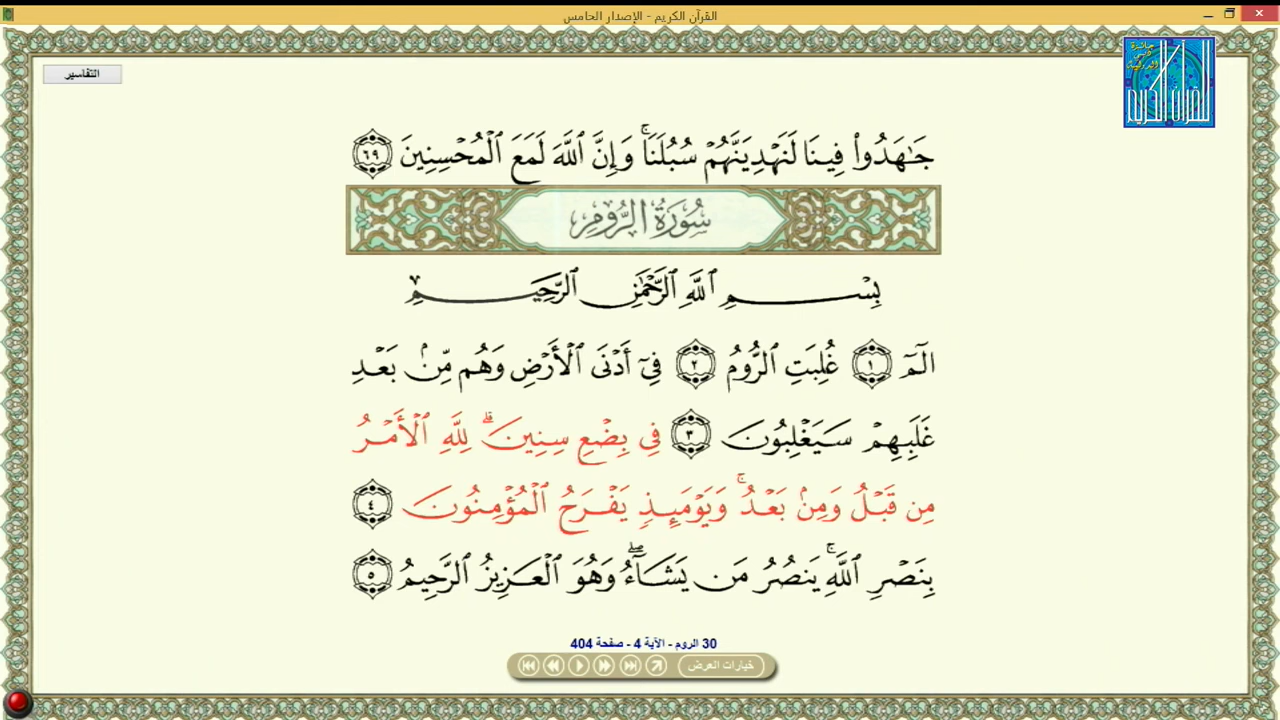 القرآن الكريم - الإصدار الخامس
التفاسير
القرآن الكريم
جَٰهَدُوا۟ فِينَا لَنَهْدِيَنَّهُمْ سُبُلَنَا ۚ وَإِنَّ ٱللَّهَ لَمَعَ ٱلْمُحْسِنِينَ ٦٩
سُورَةُ الرُّومِ
بِسْمِ ٱللَّهِ ٱلرَّحْمَٰنِ ٱلرَّحِيمِ
الٓمٓ ١ غُلِبَتِ ٱلرُّومُ ٢ فِىٓ أَدْنَى ٱلْأَرْضِ وَهُم مِّنۢ بَعْدِ
غَلَبِهِمْ سَيَغْلِبُونَ ٣ فِى بِضْعِ سِنِينَ ۗ لِلَّهِ ٱلْأَمْرُ
مِن قَبْلُ وَمِنۢ بَعْدُ ۚ وَيَوْمَئِذٍ يَفْرَحُ ٱلْمُؤْمِنُونَ ٤
بِنَصْرِ ٱللَّهِ ۚ يَنصُرُ مَن يَشَآءُ ۖ وَهُوَ ٱلْعَزِيزُ ٱلرَّحِيمُ ٥
30 الروم - الآية 4 - صفحة 404
خيارات العرض